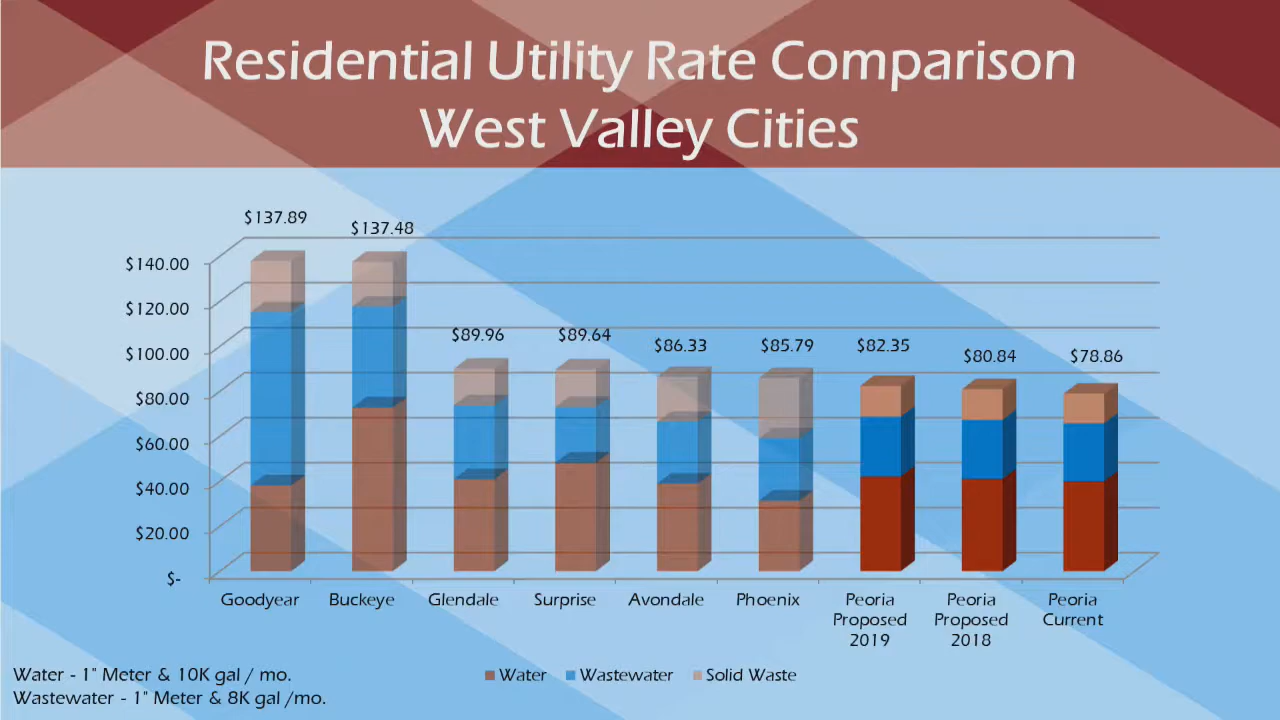 Residential Utility Rate Comparison
West Valley Cities
$137.89
$137.48
$89.96
$89.64
$86.33
$85.79
$82.35
$80.84
$78.86
$140.00
$120.00
$100.00
$80.00
$60.00
$40.00
$20.00
$-
Goodyear
Buckeye
Glendale
Surprise
Avondale
Phoenix
Peoria
Proposed
2019
Peoria
Proposed
2018
Peoria
Current
Water
Wastewater
Solid Waste
Water - 1" Meter & 10K gal / mo.
Wastewater - 1" Meter & 8K gal /mo.